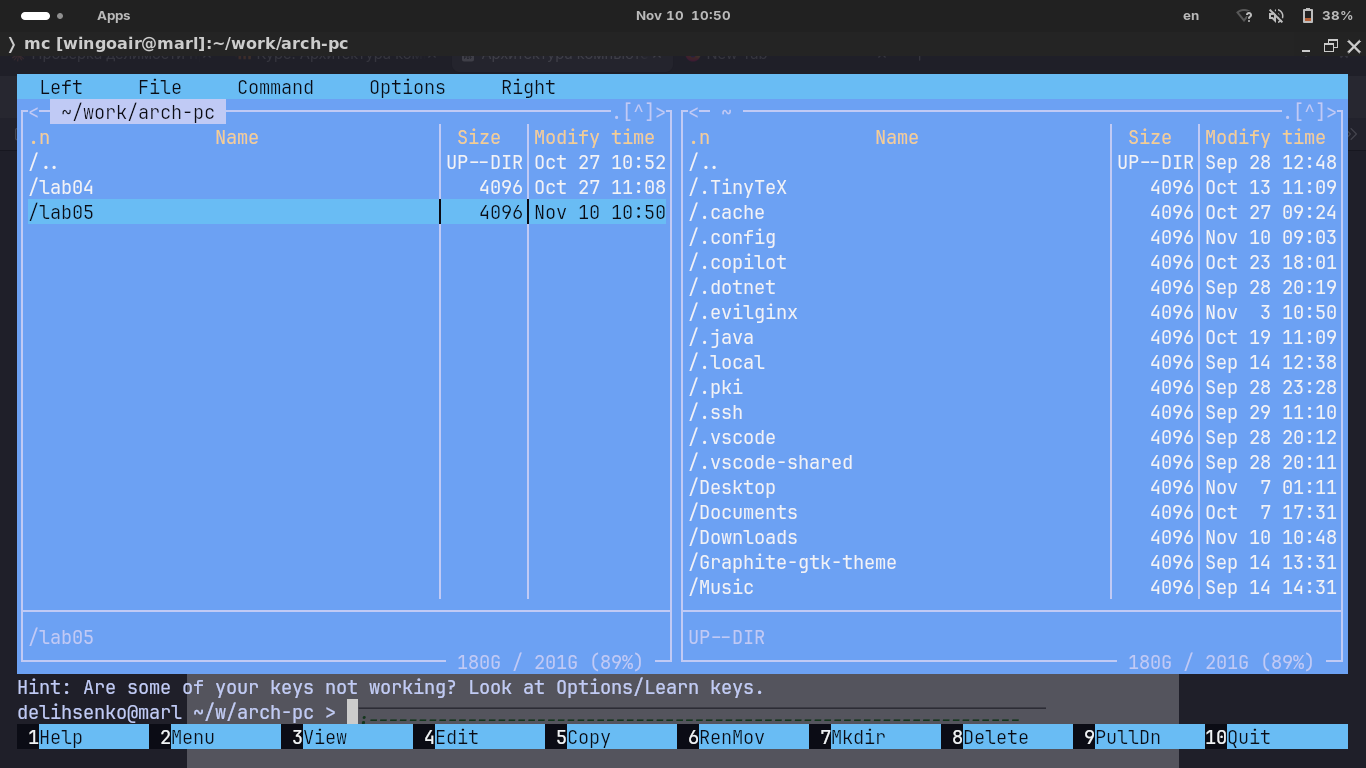 Apps Nov 10 10:50 en 38%
mc [wingoair@marl]:~/work/arch-pc
Left File Command Options Right
<─ ~/work/arch-pc .[^]>
.n Name Size Modify time
/.. UP--DIR Oct 27 10:52
/lab04 4096 Oct 27 11:08
/lab05 4096 Nov 10 10:50
/lab05
180G / 201G (89%)
<─ ~ .[^]>
.n Name Size Modify time
/.. UP--DIR Sep 28 12:48
/.TinyTeX 4096 Oct 13 11:09
/.cache 4096 Oct 27 09:24
/.config 4096 Nov 10 09:03
/.copilot 4096 Oct 23 18:01
/.dotnet 4096 Sep 28 20:19
/.evilginx 4096 Nov 3 10:50
/.java 4096 Oct 19 11:09
/.local 4096 Sep 14 12:38
/.pki 4096 Sep 28 23:28
/.ssh 4096 Sep 29 11:10
/.vscode 4096 Sep 28 20:12
/.vscode-shared 4096 Sep 28 20:11
/Desktop 4096 Nov 7 01:11
/Documents 4096 Oct 7 17:31
/Downloads 4096 Nov 10 10:48
/Graphite-gtk-theme 4096 Sep 14 13:31
/Music 4096 Sep 14 14:31
UP--DIR
180G / 201G (89%)
Hint: Are some of your keys not working? Look at Options/Learn keys.
delihsenko@marl ~/w/arch-pc >
1Help 2Menu 3View 4Edit 5Copy 6RenMov 7Mkdir 8Delete 9PullDn 10Quit